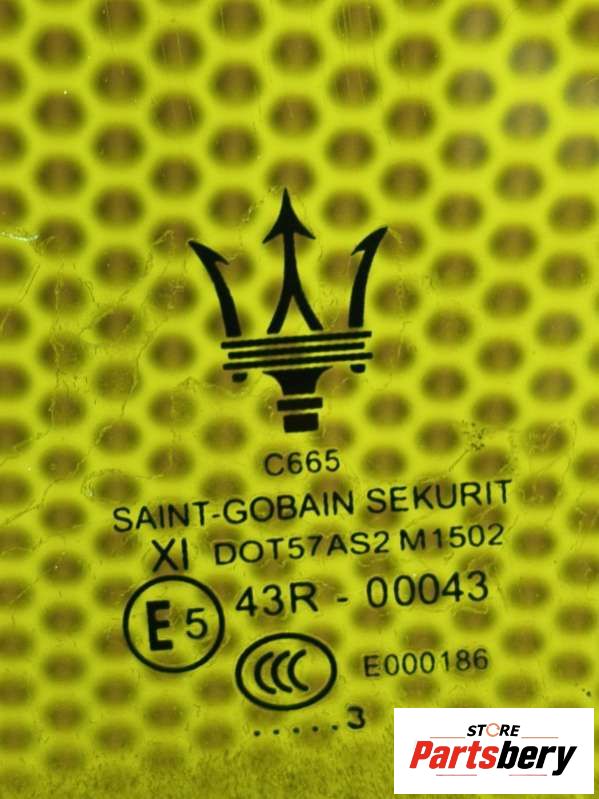 C665
SAINT-GOBAIN SEKURIT
XI DOT57AS2 M1502
E5 43R - 00043
CCC E000186
.....3
STORE
Partsbery